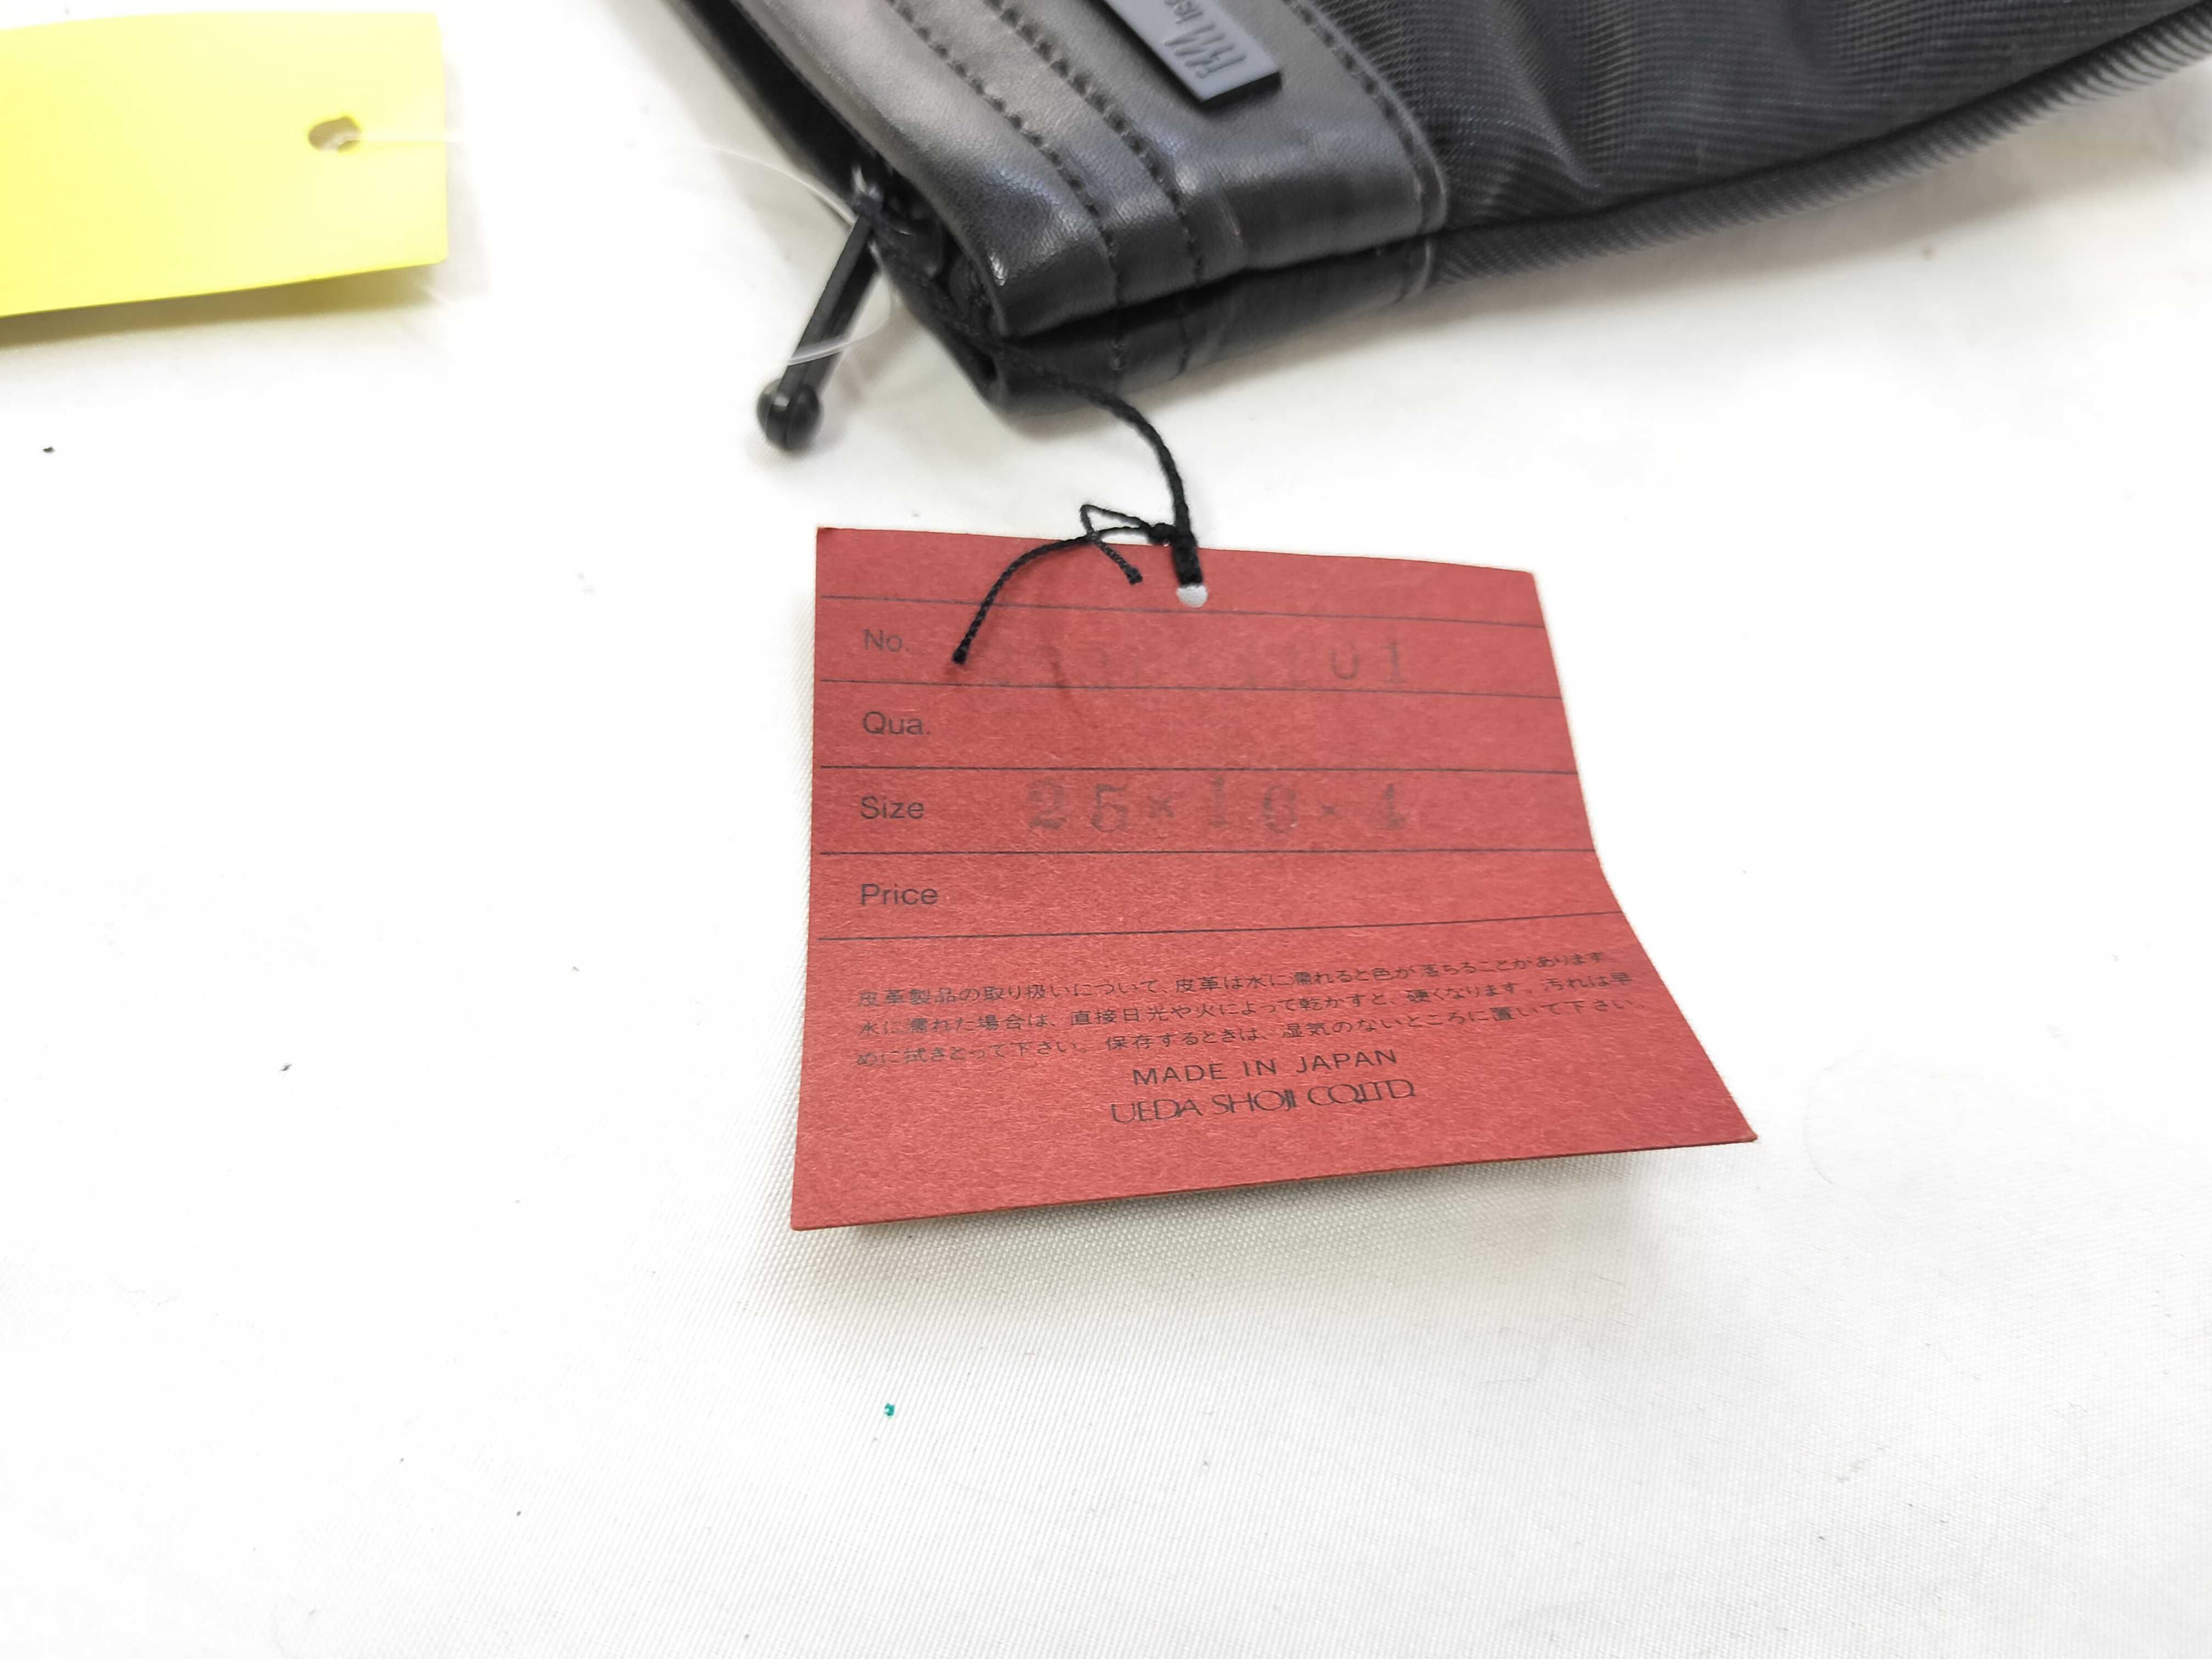 No.
Qua.
Size 25×16×4
Price
皮革製品の取り扱いについて、皮革は水に濡れると色が落ちることがあります。
水に濡れた場合は、直接日光や火によって乾かすと、硬くなります。汚れは早
めに拭きとって下さい。保存するときは、湿気のないところに置いて下さい。
MADE IN JAPAN
UEDA SHOJI CO.,LTD.